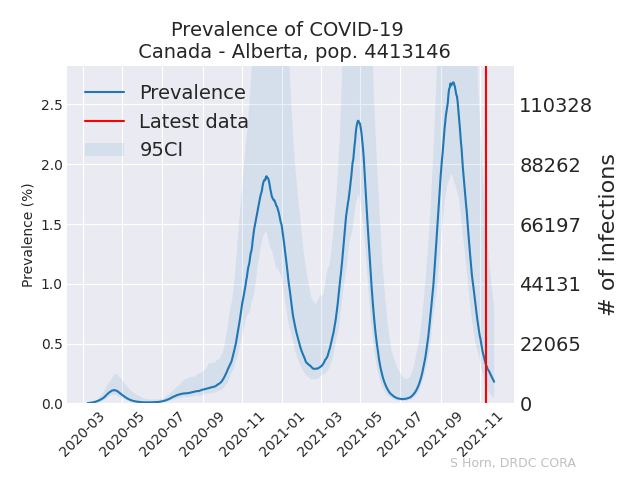 Prevalence of COVID-19
Canada - Alberta, pop. 4413146
Prevalence
Latest data
95CI
Prevalence (%)
2.5
2.0
1.5
1.0
0.5
0.0
110328
88262
66197
44131
22065
0
# of infections
2020-03
2020-05
2020-07
2020-09
2020-11
2021-01
2021-03
2021-05
2021-07
2021-09
2021-11
S Horn, DRDC CORA